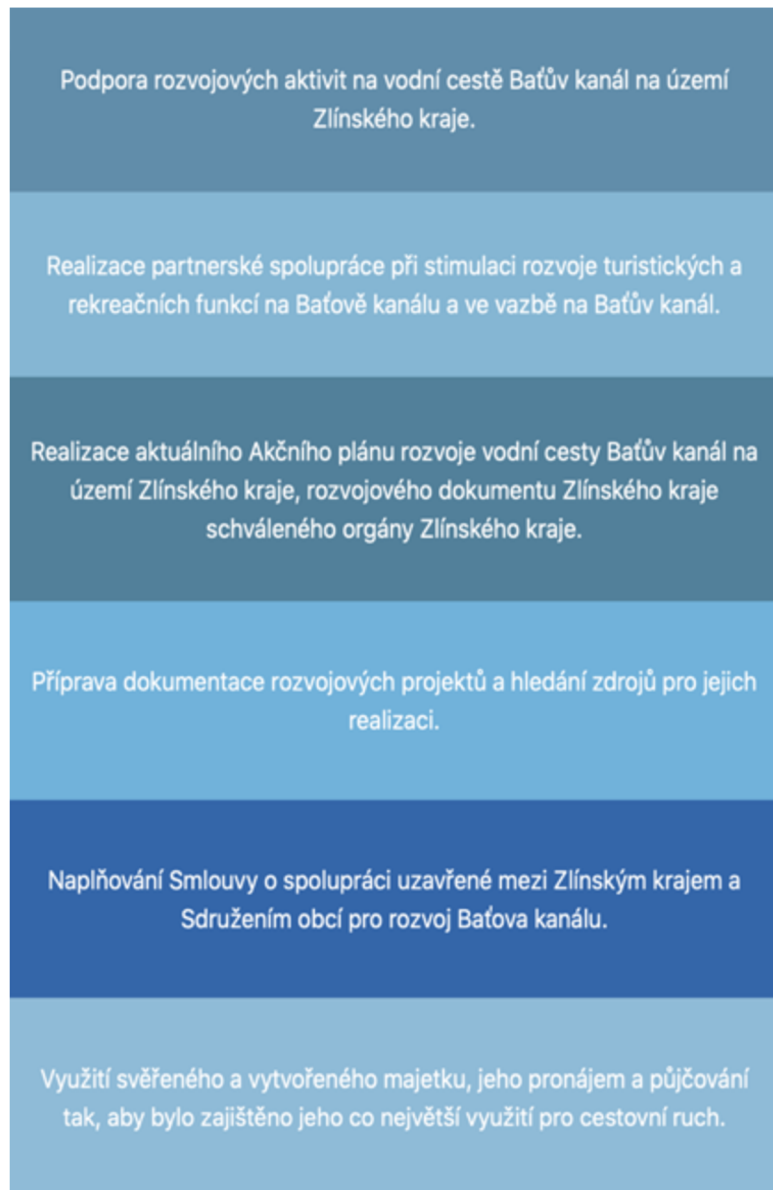 Podpora rozvojových aktivit na vodní cestě Baťův kanál na území
Zlínského kraje.
Realizace partnerské spolupráce při stimulaci rozvoje turistických a
rekreačních funkcí na Baťově kanálu a ve vazbě na Baťův kanál.
Realizace aktuálního Akčního plánu rozvoje vodní cesty Baťův kanál na
území Zlínského kraje, rozvojového dokumentu Zlínského kraje
schváleného orgány Zlínského kraje.
Příprava dokumentace rozvojových projektů a hledání zdrojů pro jejich
realizaci.
Naplňování Smlouvy o spolupráci uzavřené mezi Zlínským krajem a
Sdružením obcí pro rozvoj Baťova kanálu.
Využití svěřeného a vytvořeného majetku, jeho pronájem a půjčování
tak, aby bylo zajištěno jeho co největší využití pro cestovní ruch.